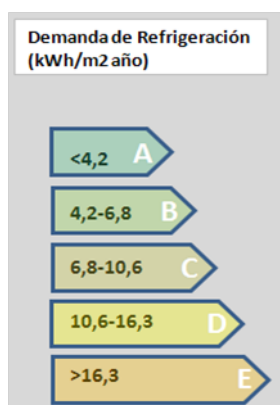 Demanda de Refrigeración
(kWh/m2 año)
<4,2 A
4,2-6,8 B
6,8-10,6 C
10,6-16,3 D
>16,3 E